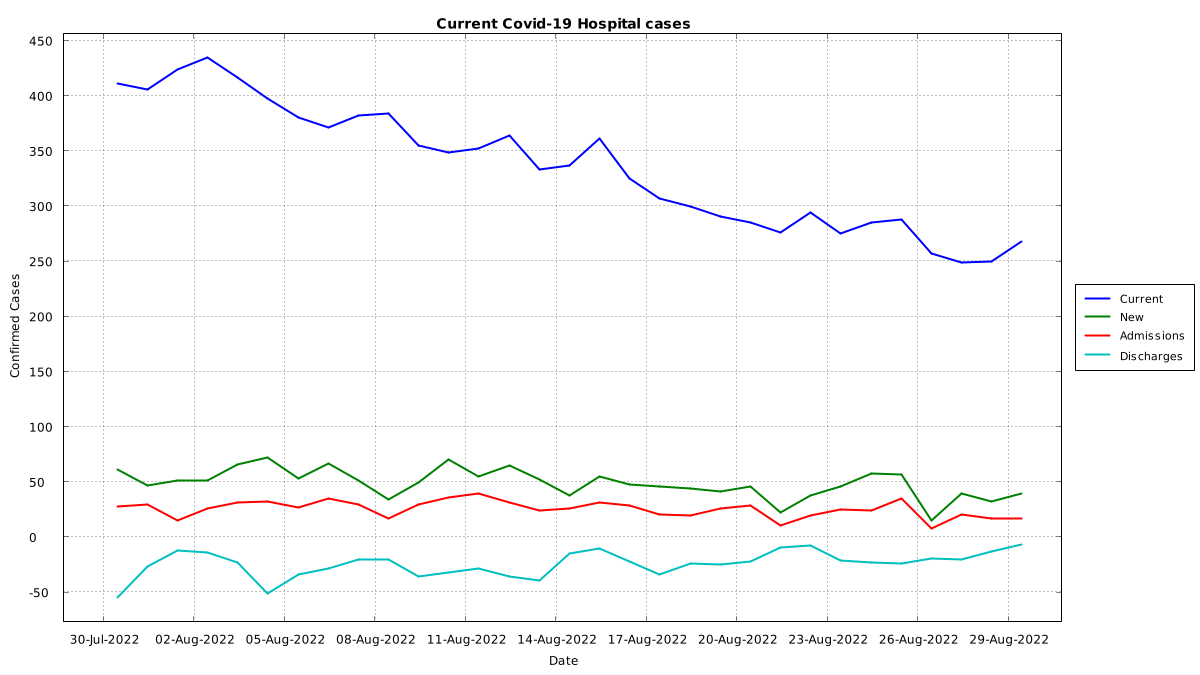 Current Covid-19 Hospital cases
450
400
350
300
250
200
150
100
50
0
-50
Confirmed Cases
30-Jul-2022 02-Aug-2022 05-Aug-2022 08-Aug-2022 11-Aug-2022 14-Aug-2022 17-Aug-2022 20-Aug-2022 23-Aug-2022 26-Aug-2022 29-Aug-2022
Date
Current
New
Admissions
Discharges